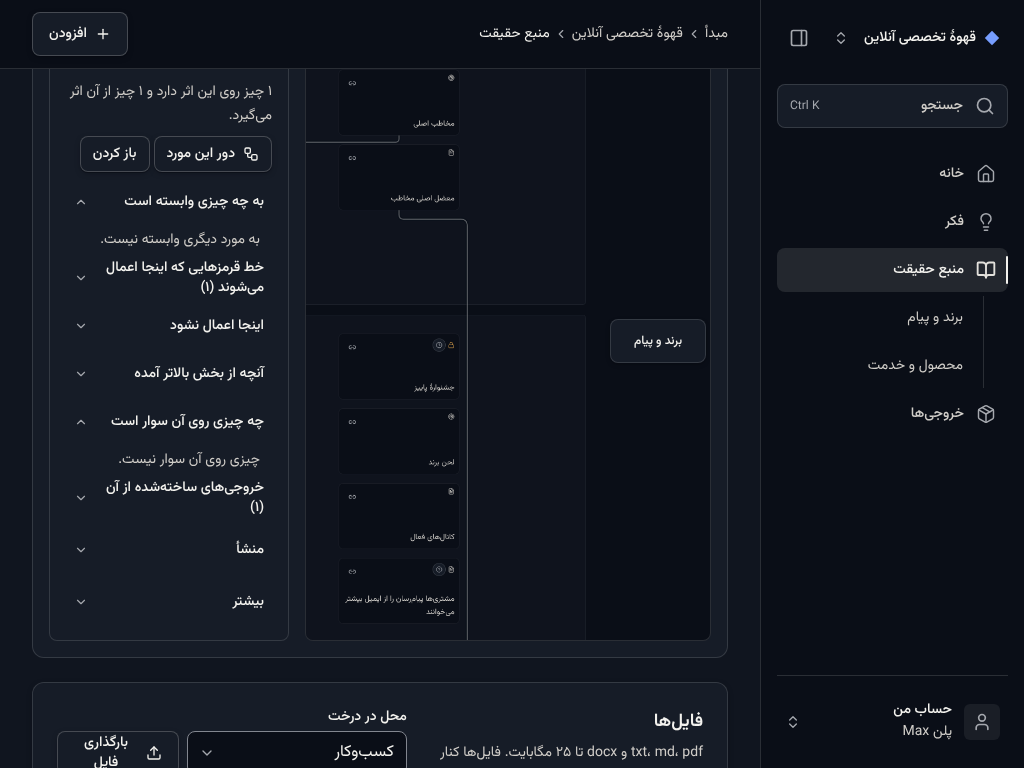 قهوهٔ تخصصی آنلاین
جستجو
Ctrl K
خانه
فکر
منبع حقیقت
برند و پیام
محصول و خدمت
خروجی‌ها
حساب من
پلن Max
مبدأ
قهوهٔ تخصصی آنلاین
منبع حقیقت
افزودن
مخاطب اصلی
معضل اصلی مخاطب
برند و پیام
جشنوارهٔ پاییز
لحن برند
کانال‌های فعال
مشتری‌ها پیام‌رسان را از ایمیل بیشتر
می‌خوانند
۱ چیز روی این اثر دارد و ۱ چیز از آن اثر
می‌گیرد.
دور این مورد
باز کردن
به چه چیزی وابسته است
به مورد دیگری وابسته نیست.
خط قرمزهایی که اینجا اعمال
می‌شوند (۱)
اینجا اعمال نشود
آنچه از بخش بالاتر آمده
چه چیزی روی آن سوار است
چیزی روی آن سوار نیست.
خروجی‌های ساخته‌شده از آن
(۱)
منشأ
بیشتر
فایل‌ها
txt، md، pdf و docx تا ۲۵ مگابایت. فایل‌ها کنار
محل در درخت
کسب‌وکار
بارگذاری
فایل